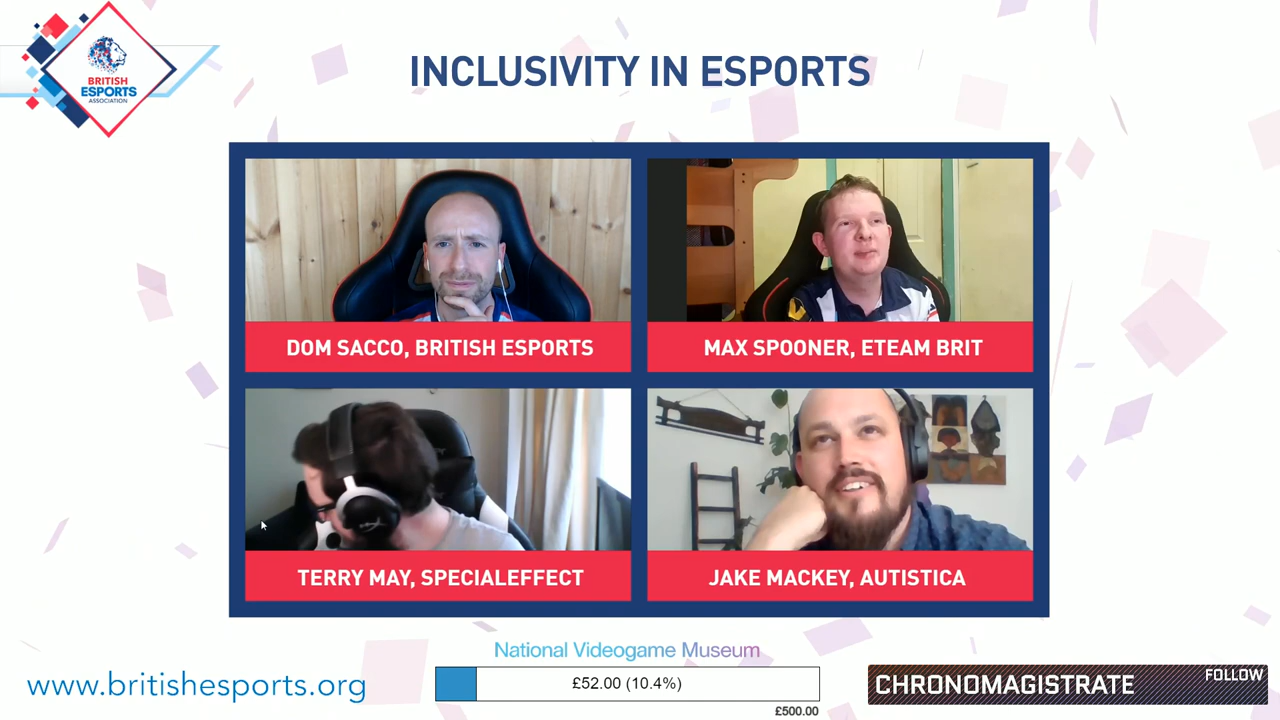 BRITISH
ESPORTS
ASSOCIATION
INCLUSIVITY IN ESPORTS
DOM SACCO, BRITISH ESPORTS
MAX SPOONER, ETEAM BRIT
TERRY MAY, SPECIALEFFECT
JAKE MACKEY, AUTISTICA
www.britishesports.org
National Videogame Museum
£52.00 (10.4%)
£500.00
CHRONOMAGISTRATE
FOLLOW